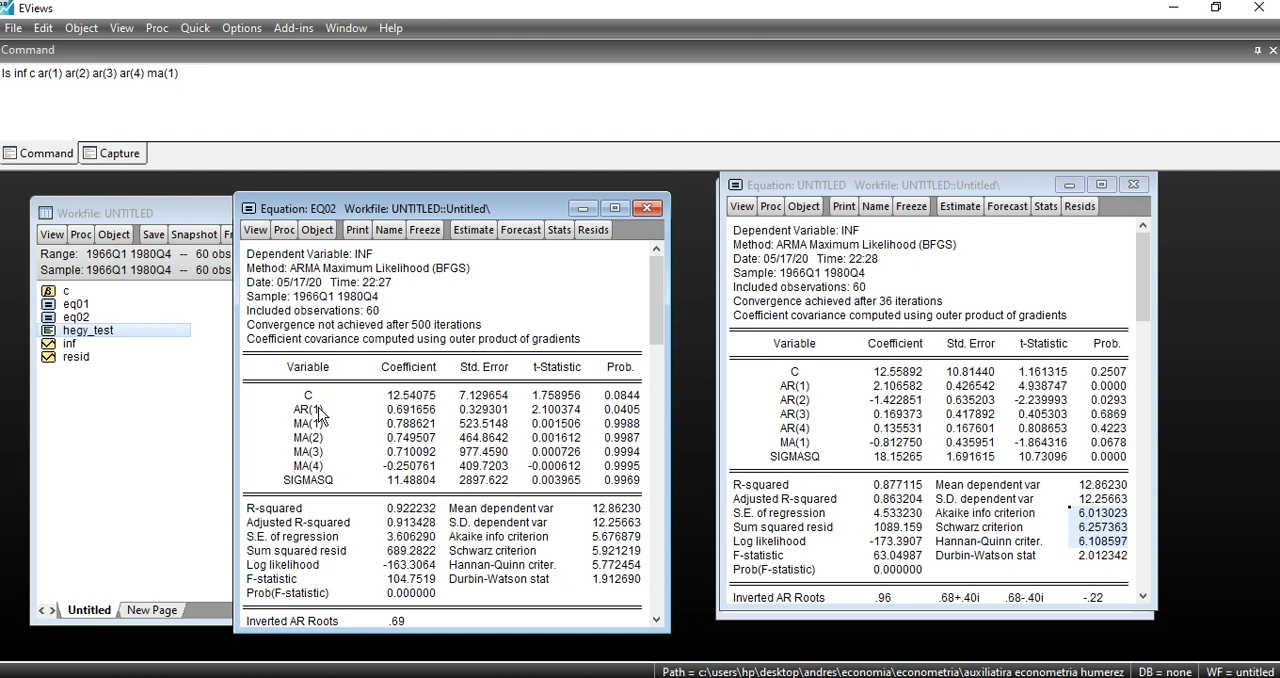 EViews
File Edit Object View Proc Quick Options Add-ins Window Help
Command
ls inf c ar(1) ar(2) ar(3) ar(4) ma(1)
Command Capture
Workfile: UNTITLED
View Proc Object Save Snapshot
Range: 1966Q1 1980Q4 -- 60 obs
Sample: 1966Q1 1980Q4 -- 60 obs
c
eq01
eq02
hegy_test
inf
resid
Untitled New Page
Equation: EQ02 Workfile: UNTITLED::Untitled\
View Proc Object Print Name Freeze Estimate Forecast Stats Resids
Dependent Variable: INF
Method: ARMA Maximum Likelihood (BFGS)
Date: 05/17/20 Time: 22:27
Sample: 1966Q1 1980Q4
Included observations: 60
Convergence not achieved after 500 iterations
Coefficient covariance computed using outer product of gradients
Variable Coefficient Std. Error t-Statistic Prob.
C 12.54075 7.129654 1.758956 0.0844
AR(1) 0.691656 0.329301 2.100374 0.0405
MA(1) 0.788621 523.5148 0.001506 0.9988
MA(2) 0.749507 464.8642 0.001612 0.9987
MA(3) 0.710092 977.4590 0.000726 0.9994
MA(4) -0.250761 409.7203 -0.000612 0.9995
SIGMASQ 11.48804 2897.622 0.003965 0.9969
R-squared 0.922232 Mean dependent var 12.86230
Adjusted R-squared 0.913428 S.D. dependent var 12.25663
S.E. of regression 3.606290 Akaike info criterion 5.676879
Sum squared resid 689.2822 Schwarz criterion 5.921219
Log likelihood -163.3064 Hannan-Quinn criter. 5.772454
F-statistic 104.7519 Durbin-Watson stat 1.912690
Prob(F-statistic) 0.000000
Inverted AR Roots .69
Equation: UNTITLED Workfile: UNTITLED::Untitled\
View Proc Object Print Name Freeze Estimate Forecast Stats Resids
Dependent Variable: INF
Method: ARMA Maximum Likelihood (BFGS)
Date: 05/17/20 Time: 22:28
Sample: 1966Q1 1980Q4
Included observations: 60
Convergence achieved after 36 iterations
Coefficient covariance computed using outer product of gradients
Variable Coefficient Std. Error t-Statistic Prob.
C 12.55892 10.81440 1.161315 0.2507
AR(1) 2.106582 0.426542 4.938747 0.0000
AR(2) -1.422851 0.635203 -2.239993 0.0293
AR(3) 0.169373 0.417892 0.405303 0.6869
AR(4) 0.135531 0.167601 0.808653 0.4223
MA(1) -0.812750 0.435951 -1.864316 0.0678
SIGMASQ 18.15265 1.691615 10.73096 0.0000
R-squared 0.877115 Mean dependent var 12.86230
Adjusted R-squared 0.863204 S.D. dependent var 12.25663
S.E. of regression 4.533230 Akaike info criterion 6.013023
Sum squared resid 1089.159 Schwarz criterion 6.257363
Log likelihood -173.3907 Hannan-Quinn criter. 6.108597
F-statistic 63.04987 Durbin-Watson stat 2.012342
Prob(F-statistic) 0.000000
Inverted AR Roots .96 .68+.40i .68-.40i -.22
Path = c:\users\hp\desktop\andres\economia\econometria\auxiliatira econometria humerez DB = none WF = untitled